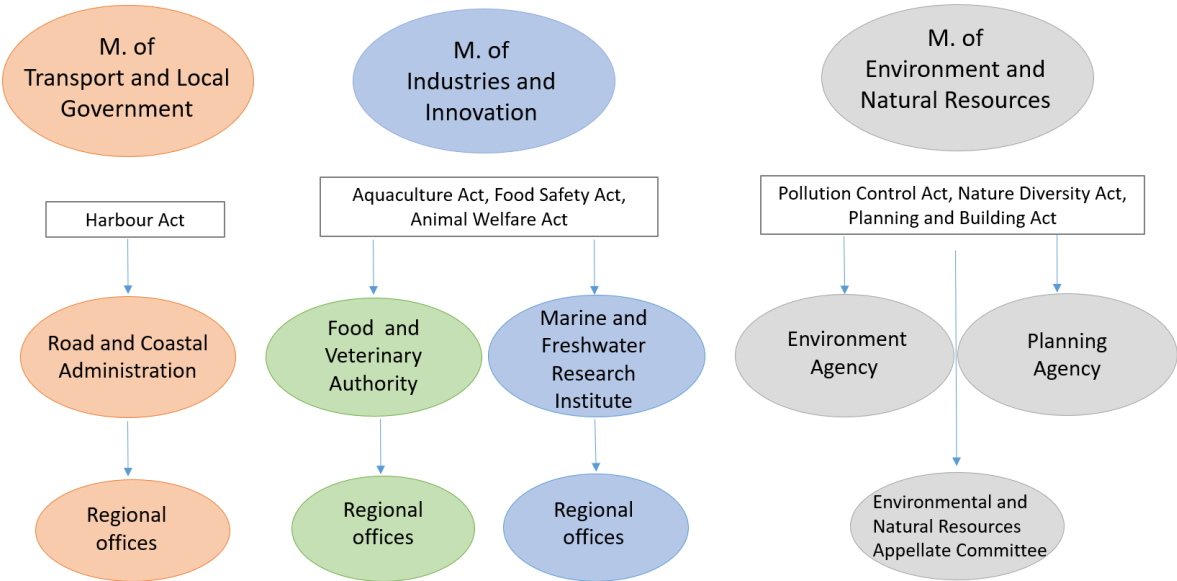 M. of
Transport and Local
Government
M. of
Industries and
Innovation
M. of
Environment and
Natural Resources
Harbour Act
Aquaculture Act, Food Safety Act,
Animal Welfare Act
Pollution Control Act, Nature Diversity Act,
Planning and Building Act
Road and Coastal
Administration
Food and
Veterinary
Authority
Marine and
Freshwater
Research
Institute
Environment
Agency
Planning
Agency
Regional
offices
Regional
offices
Regional
offices
Environmental and
Natural Resources
Appellate Committee